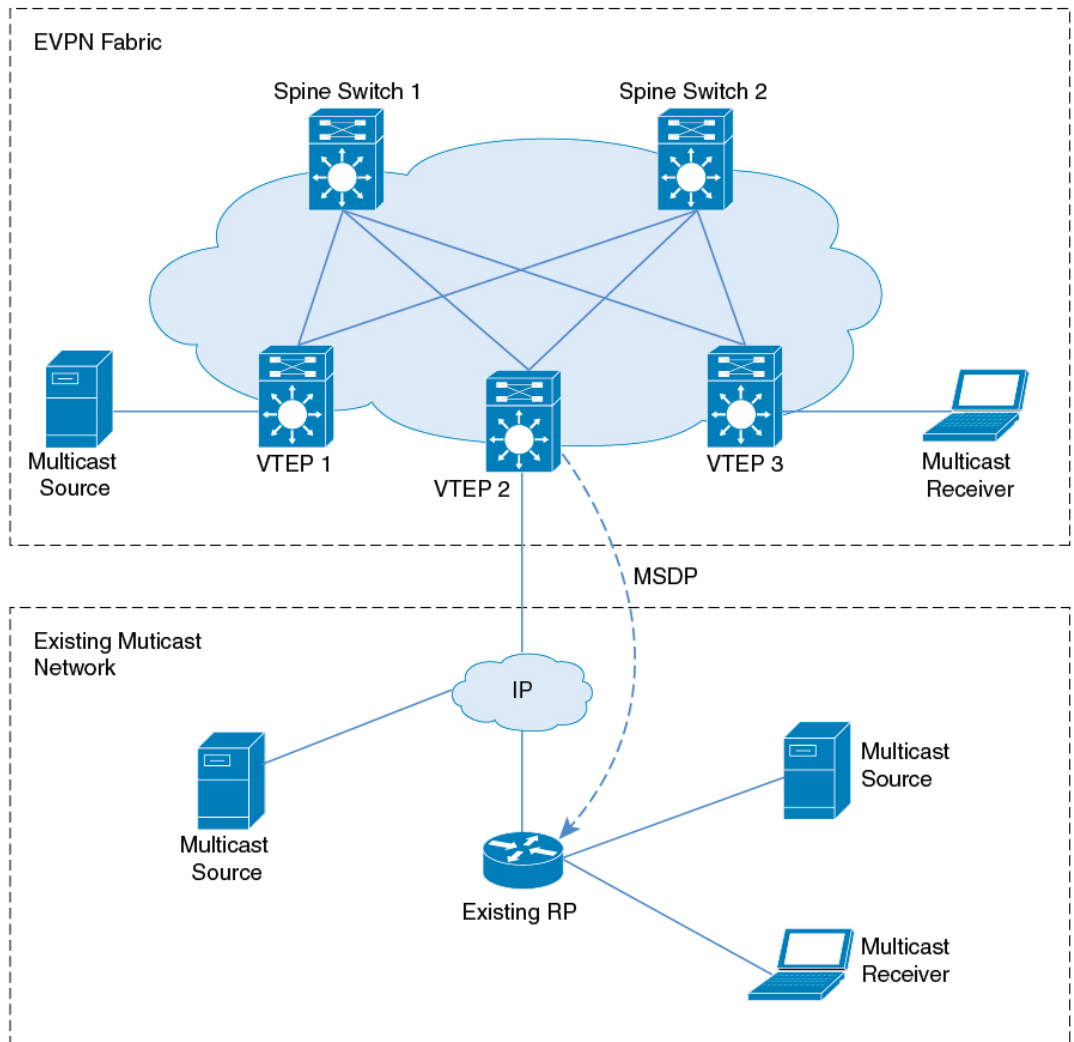 EVPN Fabric
Spine Switch 1
Spine Switch 2
Multicast
Source
VTEP 1
VTEP 2
VTEP 3
Multicast
Receiver
MSDP
Existing Muticast
Network
IP
Multicast
Source
Multicast
Source
Existing RP
Multicast
Receiver